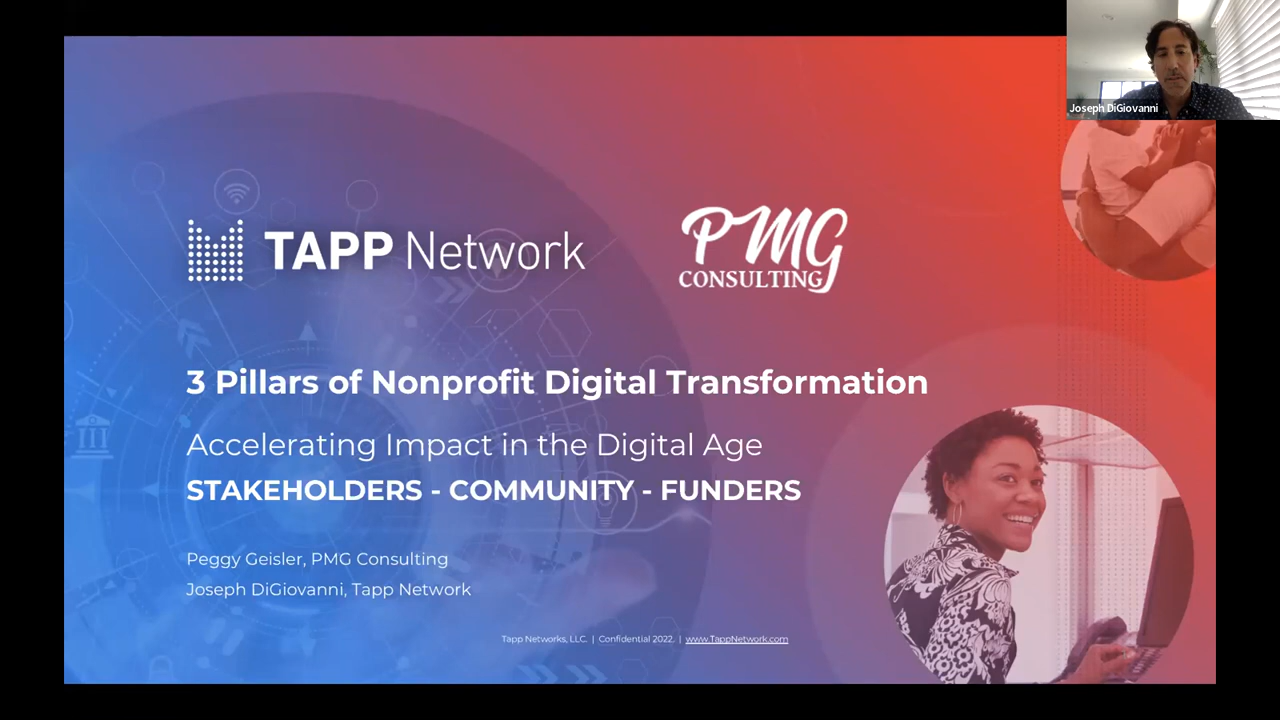 Joseph DiGiovanni
TAPP Network
PMG
CONSULTING
3 Pillars of Nonprofit Digital Transformation
Accelerating Impact in the Digital Age
STAKEHOLDERS - COMMUNITY - FUNDERS
Peggy Geisler, PMG Consulting
Joseph DiGiovanni, Tapp Network
Tapp Networks, LLC. | Confidential 2022. | www.TappNetwork.com